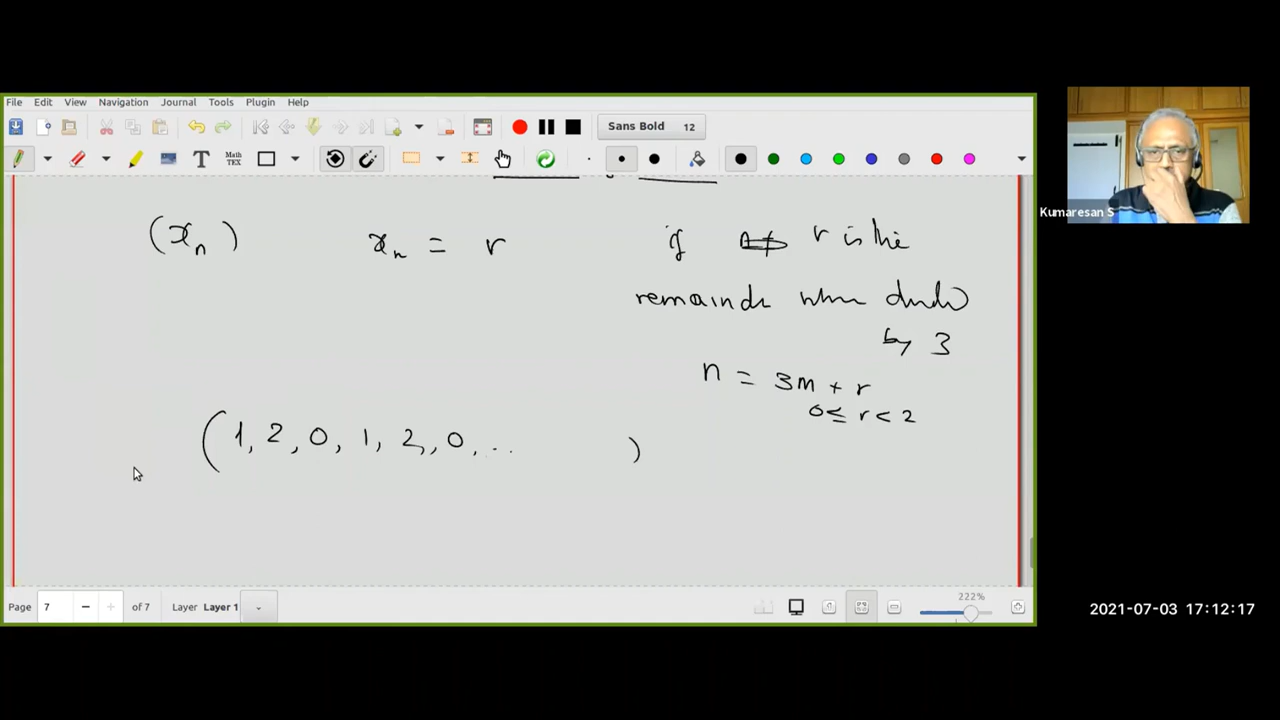 File Edit View Navigation Journal Tools Plugin Help
Sans Bold 12
(x_n) x_n = r if r is the
remainder when divided
by 3
n = 3m + r
0 ≤ r < 2
(1, 2, 0, 1, 2, 0, ... )
Kumaresan S
222%
Page 7 of 7 Layer Layer 1
2021-07-03 17:12:17